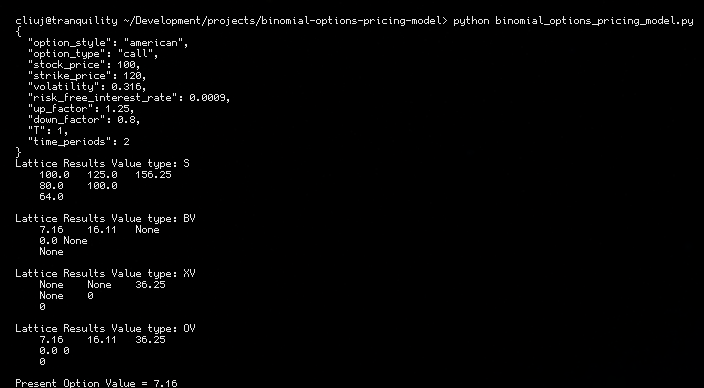 cliuj@tranquility ~/Development/projects/binomial-options-pricing-model> python binomial_options_pricing_model.py
{
  "option_style": "american",
  "option_type": "call",
  "stock_price": 100,
  "strike_price": 120,
  "volatility": 0.316,
  "risk_free_interest_rate": 0.0009,
  "up_factor": 1.25,
  "down_factor": 0.8,
  "T": 1,
  "time_periods": 2
}
Lattice Results Value type: S
    100.0   125.0   156.25
    80.0    100.0
    64.0

Lattice Results Value type: BV
    7.16    16.11   None
    0.0 None
    None

Lattice Results Value type: XV
    None    None    36.25
    None    0
    0

Lattice Results Value type: OV
    7.16    16.11   36.25
    0.0 0
    0

Present Option Value = 7.16